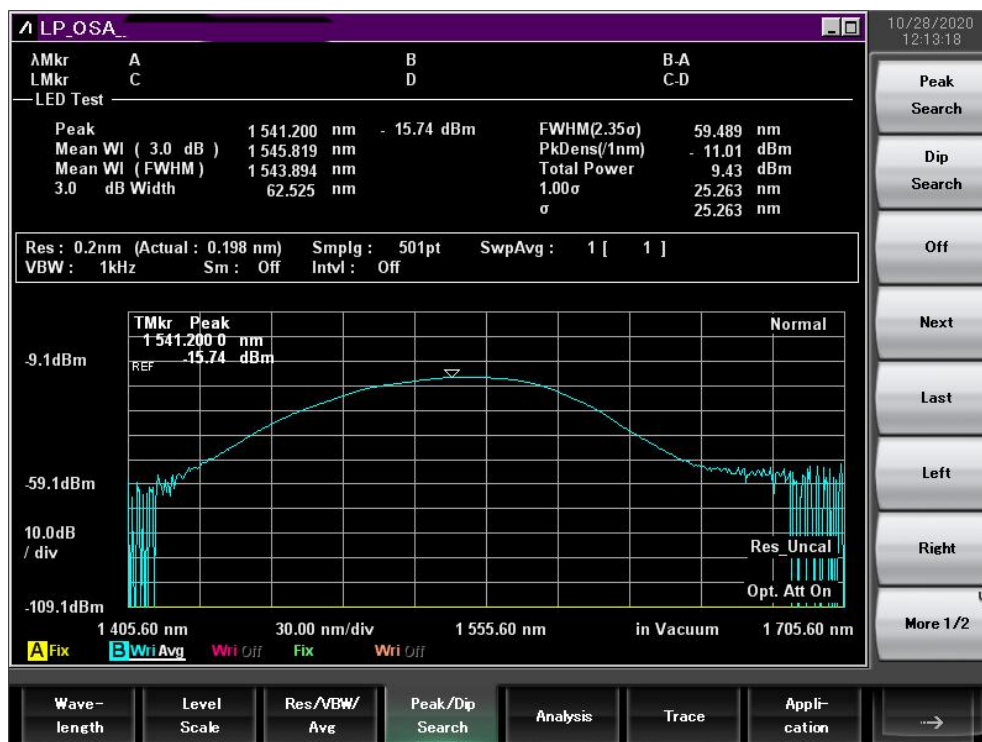 LP_OSA_
10/28/2020
12:13:18
λMkr A B B-A
LMkr C D C-D
LED Test
Peak 1 541.200 nm - 15.74 dBm FWHM(2.35σ) 59.489 nm
Mean Wl ( 3.0 dB ) 1 545.819 nm PkDens(/1nm) - 11.01 dBm
Mean Wl (FWHM) 1 543.894 nm Total Power 9.43 dBm
3.0 dB Width 62.525 nm 1.00σ 25.263 nm
σ 25.263 nm
Res : 0.2nm (Actual : 0.198 nm) Smplg : 501pt SwpAvg : 1 [ 1 ]
VBW : 1kHz Sm : Off Intvl : Off
TMkr Peak Normal
1 541.200 0 nm
-15.74 dBm
REF
-9.1dBm
-59.1dBm
10.0dB
/ div
Res_Uncal
Opt. Att On
-109.1dBm
1 405.60 nm 30.00 nm/div 1 555.60 nm in Vacuum 1 705.60 nm
A Fix B Wri Avg Wri Off Fix Wri Off
Peak
Search
Dip
Search
Off
Next
Last
Left
Right
More 1/2
Wave-
length
Level
Scale
Res/VBW/
Avg
Peak/Dip
Search
Analysis
Trace
Appli-
cation
→